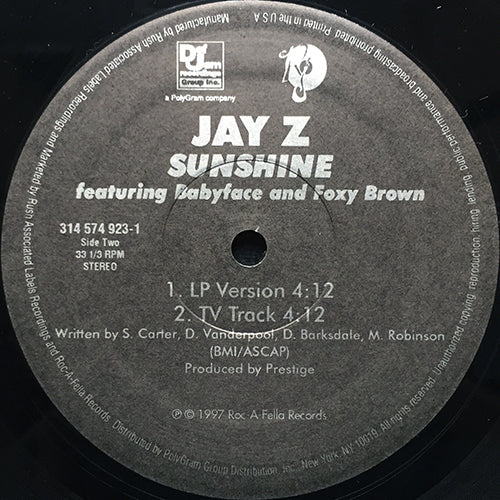 Def Jam
Recordings
Group Inc.
a PolyGram company
JAY Z
SUNSHINE
featuring Babyface and Foxy Brown
314 574 923-1
Side Two
33 1/3 RPM
STEREO
1. LP Version 4:12
2. TV Track 4:12
Written by S. Carter, D. Vanderpool, D. Barksdale, M. Robinson
(BMI/ASCAP)
Produced by Prestige
℗ © 1997 Roc-A-Fella Records
Manufactured by Rush Associated Labels Recordings and Marketed by Rush Associated Labels Recordings and Roc-A-Fella Records. Distributed by PolyGram Group Distribution, Inc., New York, NY. 10019. All rights reserved. Unauthorized copying, reproduction, hiring, lending, public performance and broadcasting prohibited. Printed in the U S A